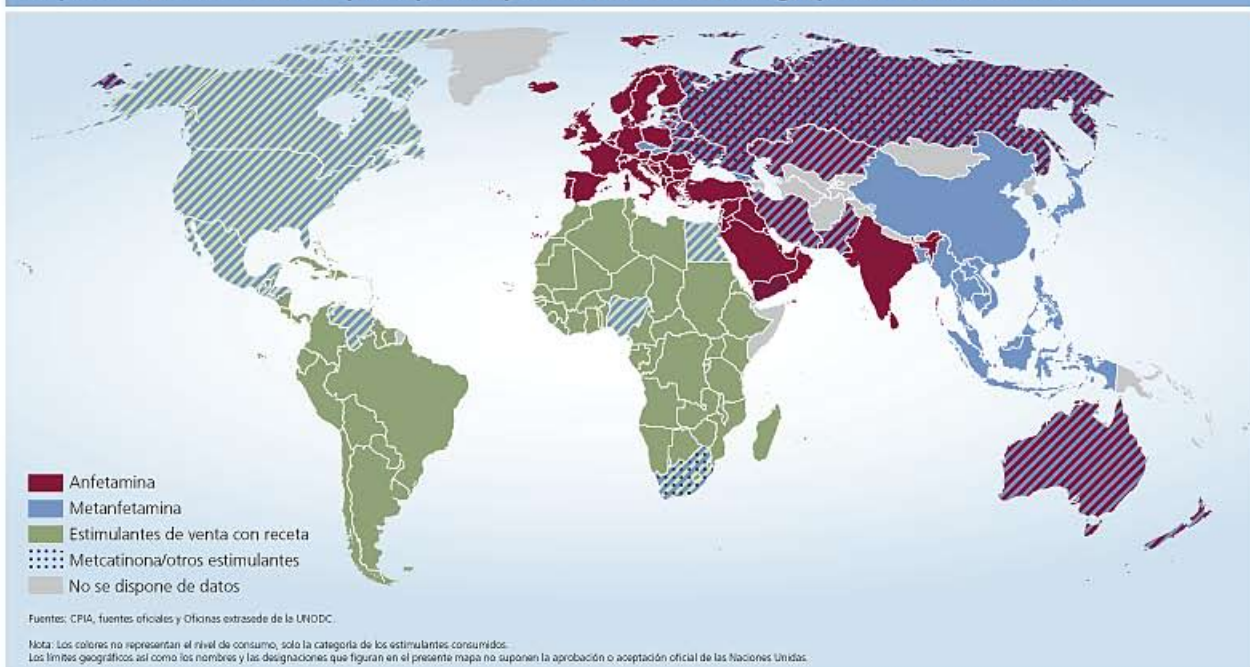 Anfetamina
Metanfetamina
Estimulantes de venta con receta
Metcatinona/otros estimulantes
No se dispone de datos
Fuentes: CPIA, fuentes oficiales y Oficinas extrasede de la UNODC.
Nota: Los colores no representan el nivel de consumo, solo la categoría de los estimulantes consumidos.
Los límites geográficos así como los nombres y las designaciones que figuran en el presente mapa no suponen la aprobación o aceptación oficial de las Naciones Unidas.